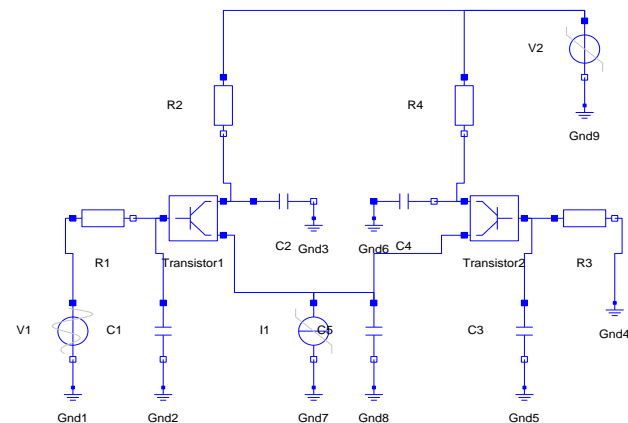 V2
R2
R4
Gnd9
C2
Gnd3
Gnd6
C4
R1
Transistor1
Transistor2
R3
V1
C1
I1
C5
C3
Gnd4
Gnd1
Gnd2
Gnd7
Gnd8
Gnd5